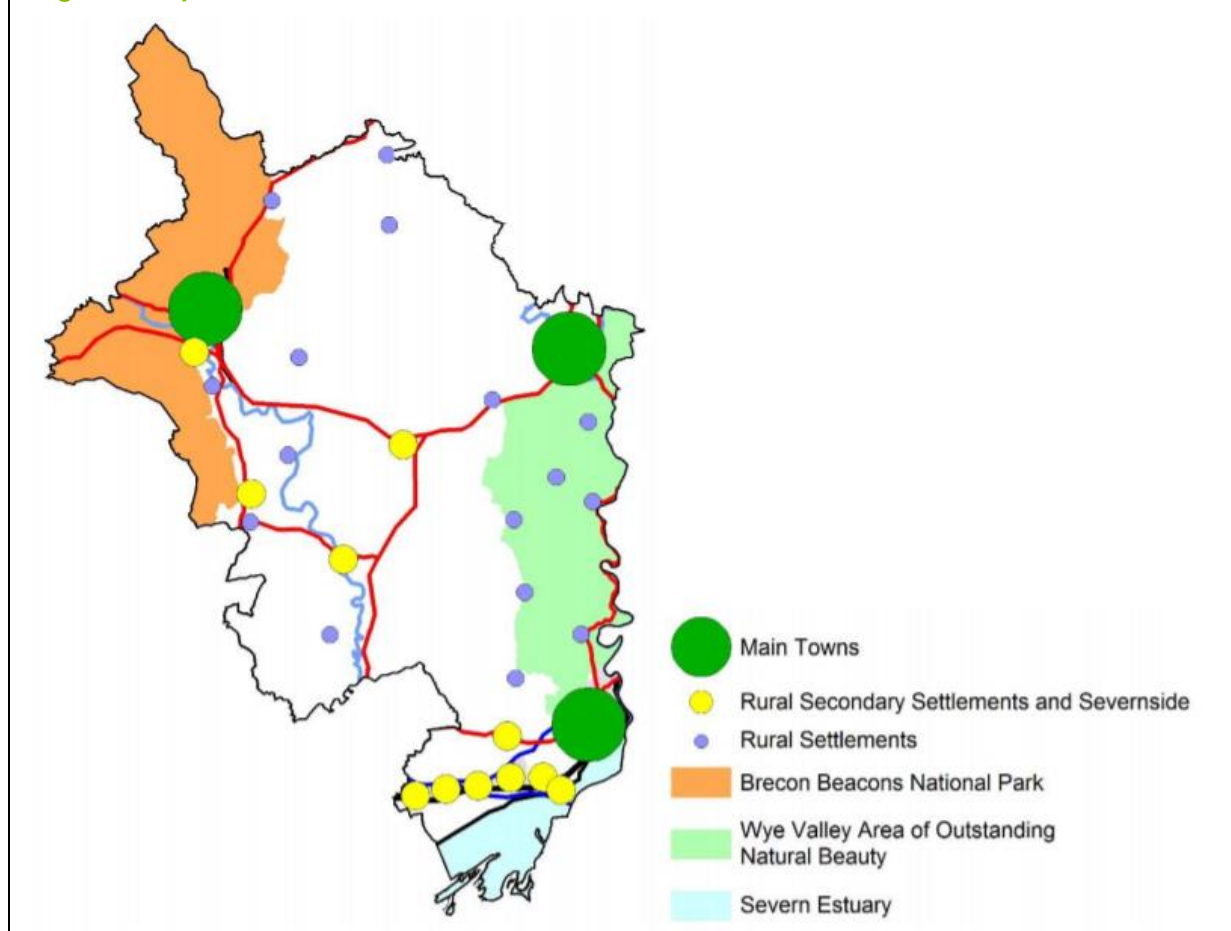 Main Towns
Rural Secondary Settlements and Severnside
Rural Settlements
Brecon Beacons National Park
Wye Valley Area of Outstanding
Natural Beauty
Severn Estuary